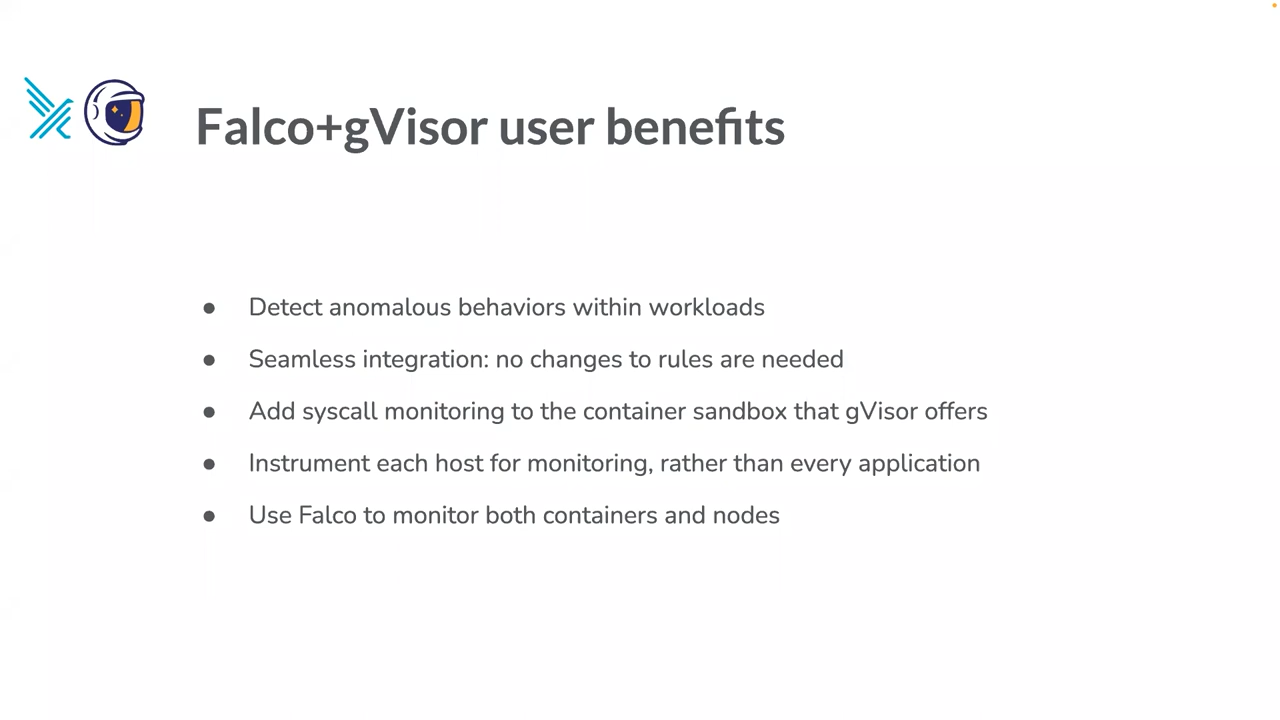 Falco+gVisor user benefits
● Detect anomalous behaviors within workloads
● Seamless integration: no changes to rules are needed
● Add syscall monitoring to the container sandbox that gVisor offers
● Instrument each host for monitoring, rather than every application
● Use Falco to monitor both containers and nodes